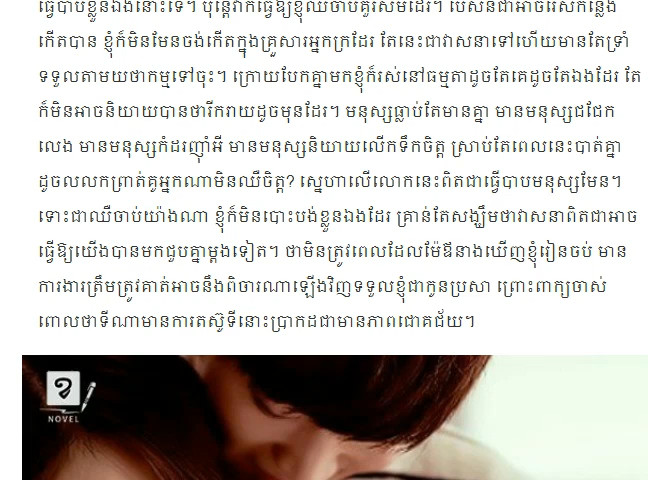 ធ្វើបាបខ្លួនឯងនោះទេ។ ប៉ុន្តែវាក៏ធ្វើឱ្យខ្ញុំឈឺចាប់គួរសមដែរ។ បើសិនជាអាចរើសកន្លែង
កើតបាន ខ្ញុំក៏មិនមែនចង់កើតក្នុងគ្រួសារអ្នកក្រដែរ តែនេះជាវាសនាទៅហើយមានតែទ្រាំ
ទទួលតាមយថាកម្មទៅចុះ។ ក្រោយបែកគ្នាមកខ្ញុំក៏រស់នៅធម្មតាដូចតែគេដូចតែឯងដែរ តែ
ក៏មិនអាចនិយាយបានថារីករាយដូចមុនដែរ។ មនុស្សធ្លាប់តែមានគ្នា មានមនុស្សជជែក
លេង មានមនុស្សកំដរញ៉ាំអី មានមនុស្សនិយាយលើកទឹកចិត្ត ស្រាប់តែពេលនេះបាត់គ្នា
ដូចលលកព្រាត់គូអ្នកណាមិនឈឺចិត្ត? ស្នេហាលើលោកនេះពិតជាធ្វើបាបមនុស្សមែន។
ទោះជាឈឺចាប់យ៉ាងណា ខ្ញុំក៏មិនបោះបង់ខ្លួនឯងដែរ គ្រាន់តែសង្ឃឹមថាវាសនាពិតជាអាច
ធ្វើឱ្យយើងបានមកជួបគ្នាម្ដងទៀត។ ថាមិនត្រូវពេលដែលម៉ែឪនាងឃើញខ្ញុំរៀនចប់ មាន
ការងារត្រឹមត្រូវគាត់អាចនឹងពិចារណាឡើងវិញទទួលខ្ញុំជាកូនប្រសា ព្រោះពាក្យចាស់
ពោលថាទីណាមានការតស៊ូទីនោះប្រាកដជាមានភាពជោគជ័យ។
NOVEL